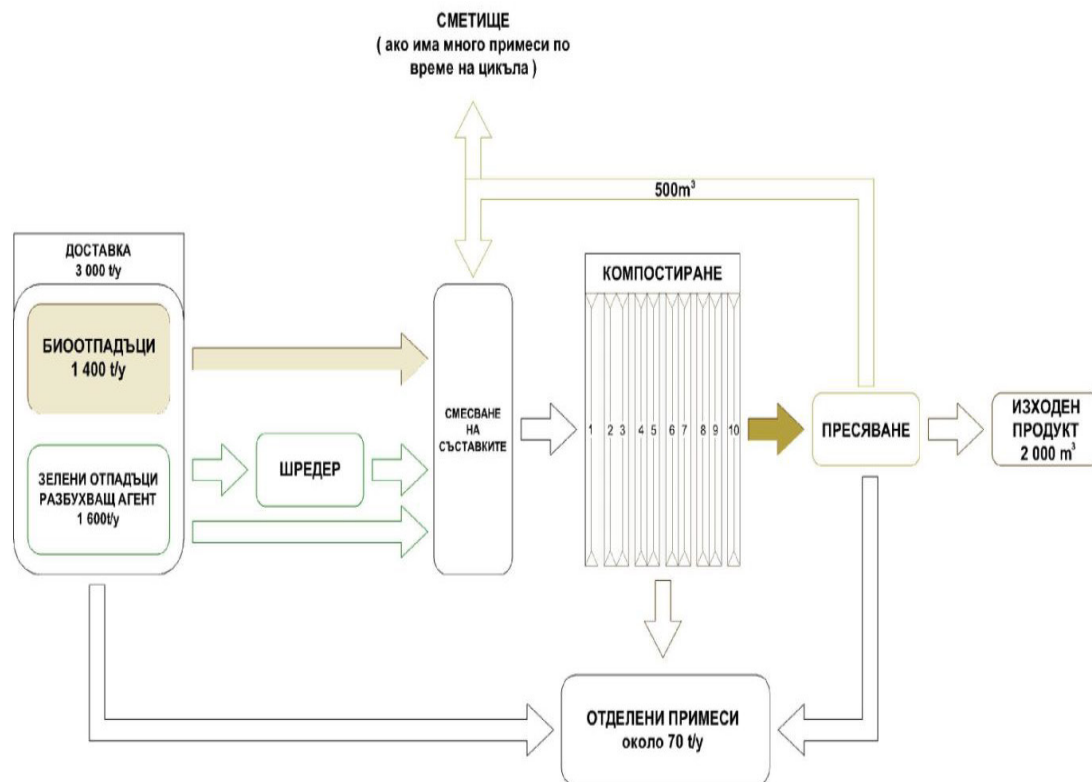 СМЕТИЩЕ
( ако има много примеси по
време на цикъла )
500m³
ДОСТАВКА
3 000 t/y
БИООТПАДЪЦИ
1 400 t/y
ЗЕЛЕНИ ОТПАДЪЦИ
РАЗБУХВАЩ АГЕНТ
1 600t/y
ШРЕДЕР
СМЕСВАНЕ
НА
СЪСТАВКИТЕ
КОМПОСТИРАНЕ
1 2 3 4 5 6 7 8 9 10
ПРЕСЯВАНЕ
ИЗХОДЕН
ПРОДУКТ
2 000 m³
ОТДЕЛЕНИ ПРИМЕСИ
около 70 t/y